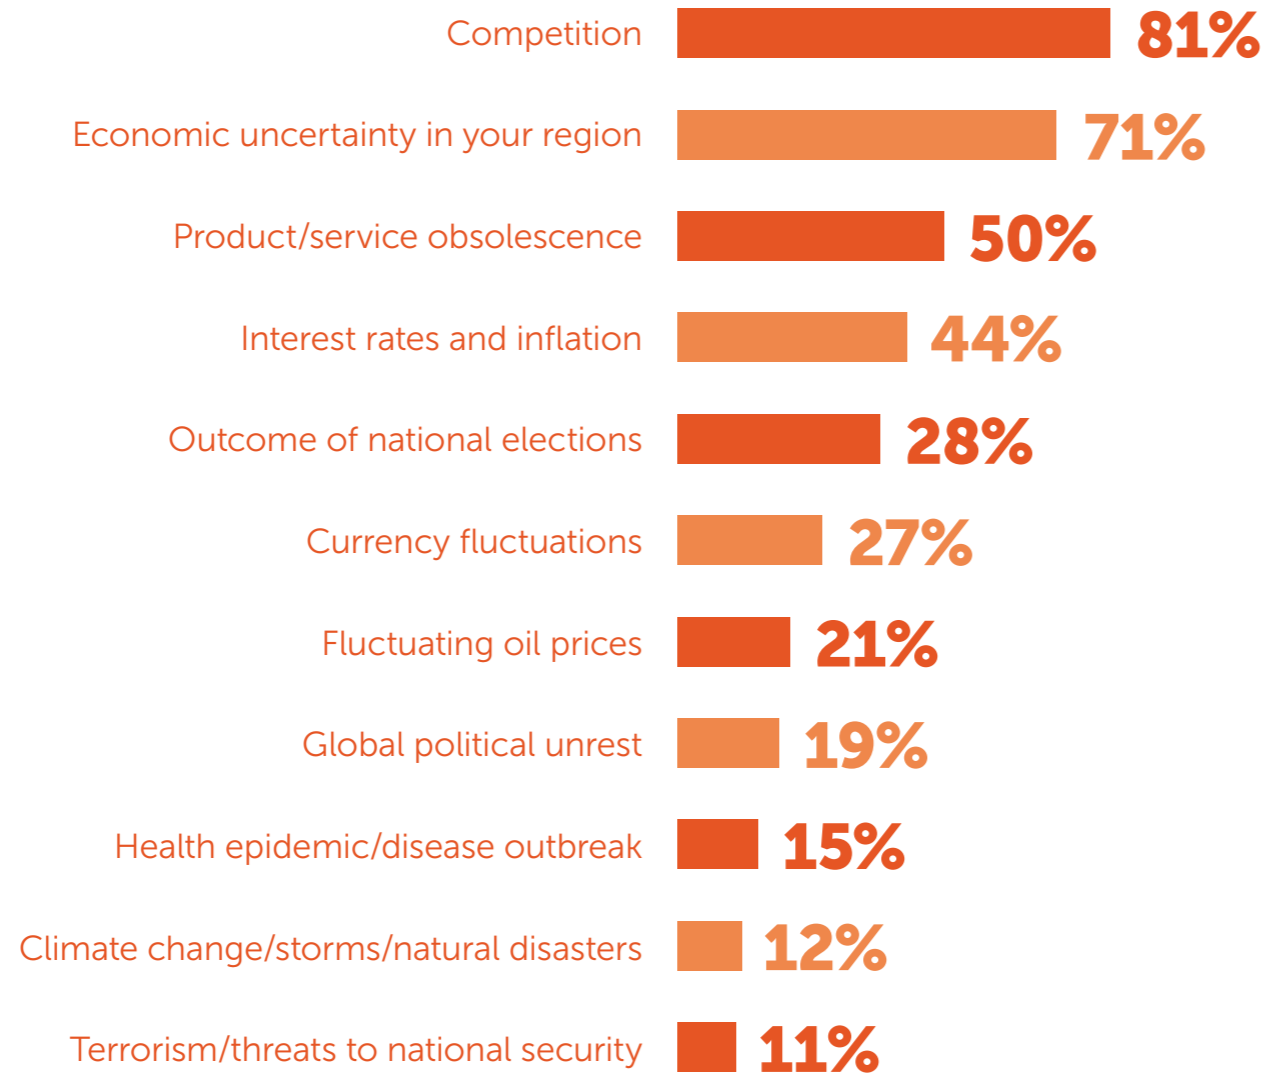 Competition 81%
Economic uncertainty in your region 71%
Product/service obsolescence 50%
Interest rates and inflation 44%
Outcome of national elections 28%
Currency fluctuations 27%
Fluctuating oil prices 21%
Global political unrest 19%
Health epidemic/disease outbreak 15%
Climate change/storms/natural disasters 12%
Terrorism/threats to national security 11%